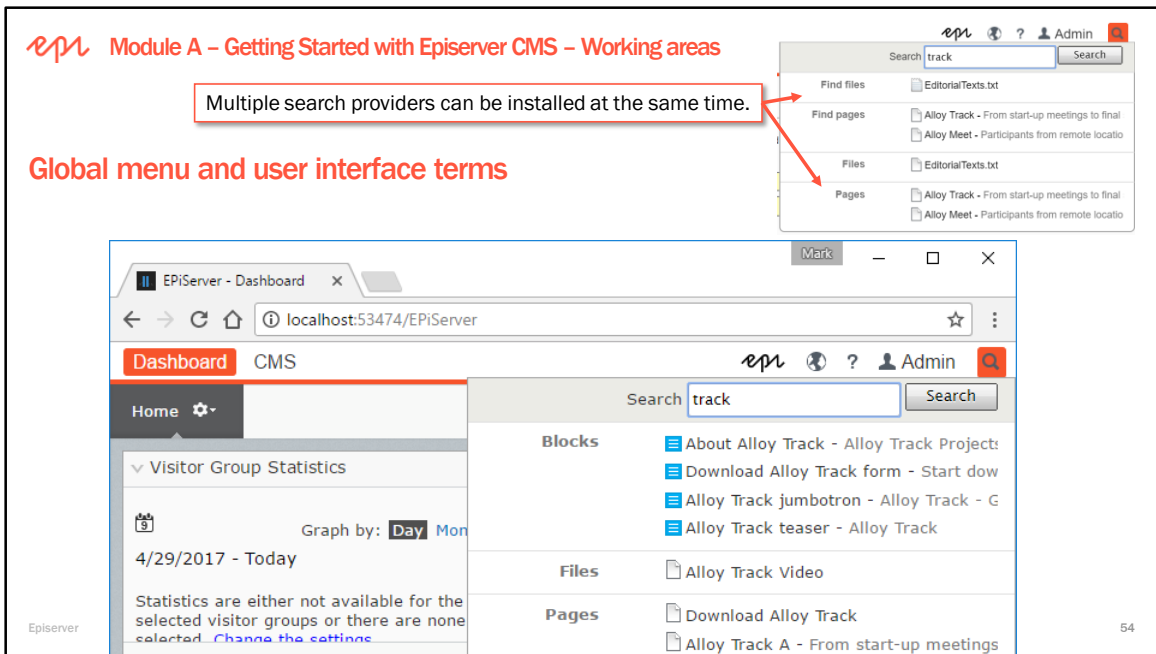 epi Module A – Getting Started with Episerver CMS – Working areas
Multiple search providers can be installed at the same time.
Global menu and user interface terms
epi ? Admin
Search track Search
Find files EditorialTexts.txt
Find pages Alloy Track - From start-up meetings to final
Alloy Meet - Participants from remote locatio
Files EditorialTexts.txt
Pages Alloy Track - From start-up meetings to final
Alloy Meet - Participants from remote locatio
Mark
EPiServer - Dashboard
localhost:53474/EPiServer
Dashboard CMS epi ? Admin
Home
Search track Search
Visitor Group Statistics
9
Graph by: Day Mon
4/29/2017 - Today
Statistics are either not available for the
selected visitor groups or there are none
selected. Change the settings
Blocks About Alloy Track - Alloy Track Projects
Download Alloy Track form - Start dow
Alloy Track jumbotron - Alloy Track - G
Alloy Track teaser - Alloy Track
Files Alloy Track Video
Pages Download Alloy Track
Alloy Track A - From start-up meetings
Episerver 54